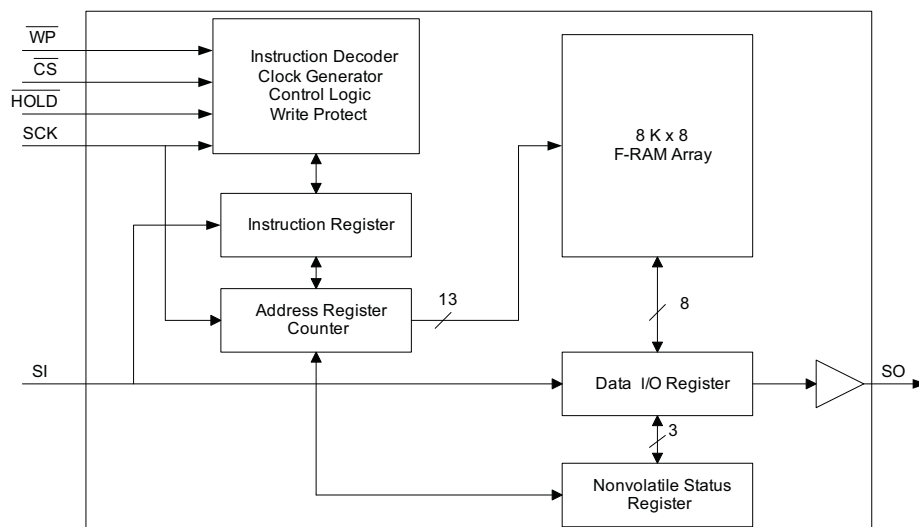 WP
CS
HOLD
SCK
Instruction Decoder
Clock Generator
Control Logic
Write Protect
8 K x 8
F-RAM Array
Instruction Register
Address Register
Counter
13
8
SI
Data I/O Register
SO
3
Nonvolatile Status
Register